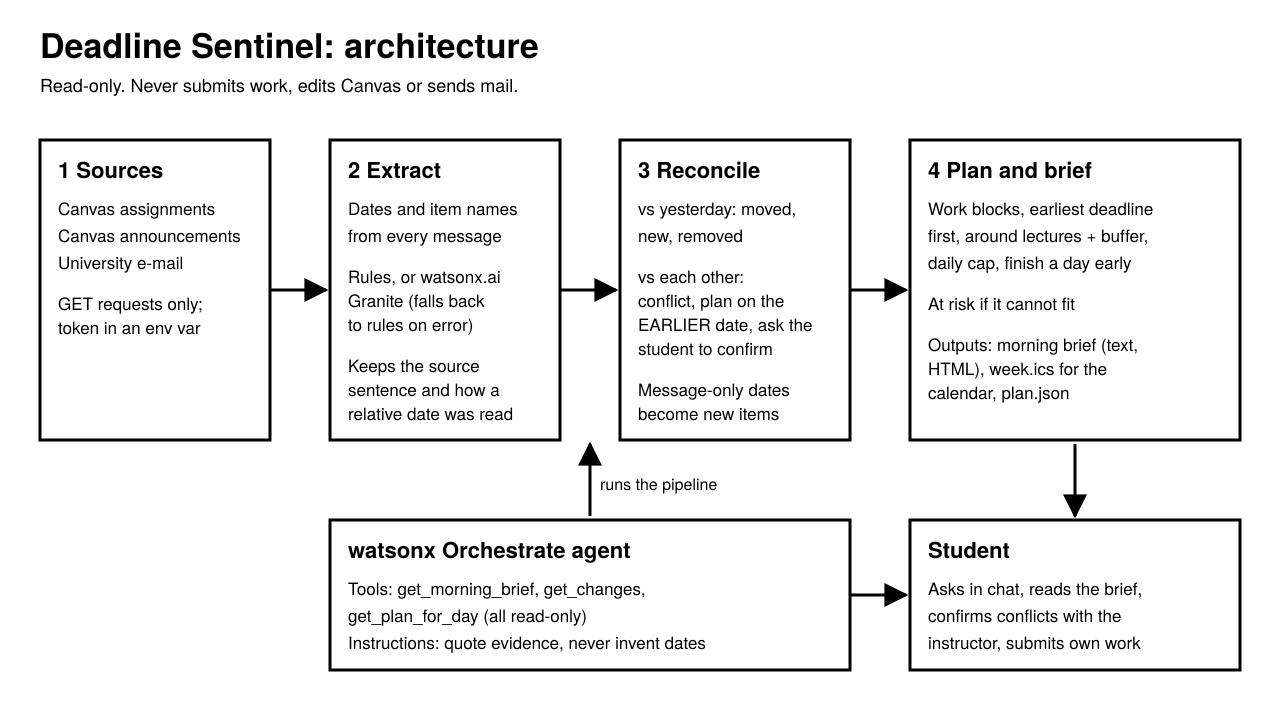 Deadline Sentinel: architecture
Read-only. Never submits work, edits Canvas or sends mail.
1 Sources
Canvas assignments
Canvas announcements
University e-mail
GET requests only;
token in an env var
2 Extract
Dates and item names
from every message
Rules, or watsonx.ai
Granite (falls back
to rules on error)
Keeps the source
sentence and how a
relative date was read
3 Reconcile
vs yesterday: moved,
new, removed
vs each other:
conflict, plan on the
EARLIER date, ask the
student to confirm
Message-only dates
become new items
4 Plan and brief
Work blocks, earliest deadline
first, around lectures + buffer,
daily cap, finish a day early
At risk if it cannot fit
Outputs: morning brief (text,
HTML), week.ics for the
calendar, plan.json
runs the pipeline
watsonx Orchestrate agent
Tools: get_morning_brief, get_changes,
get_plan_for_day (all read-only)
Instructions: quote evidence, never invent dates
Student
Asks in chat, reads the brief,
confirms conflicts with the
instructor, submits own work